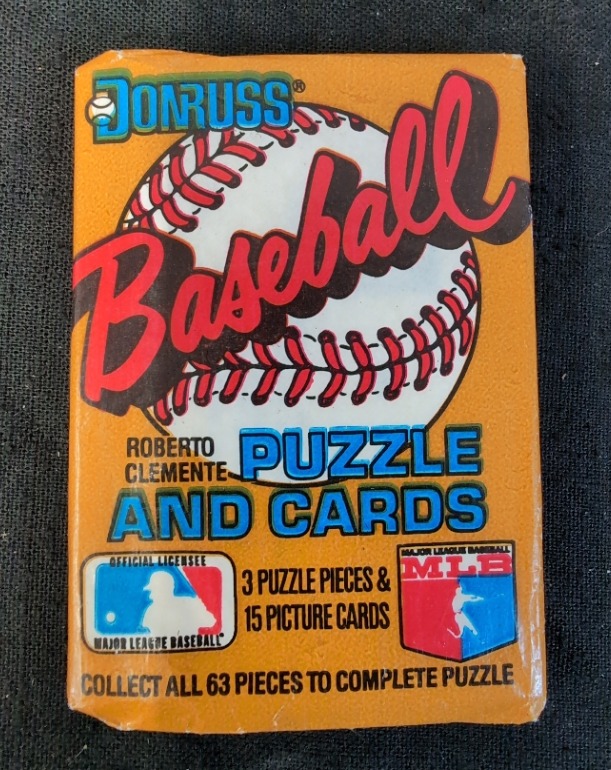 DONRUSS®
Baseball
ROBERTO
CLEMENTE
PUZZLE
AND CARDS
OFFICIAL LICENSEE
MAJOR LEAGUE BASEBALL
3 PUZZLE PIECES &
15 PICTURE CARDS
MAJOR LEAGUE BASEBALL
MLB
COLLECT ALL 63 PIECES TO COMPLETE PUZZLE